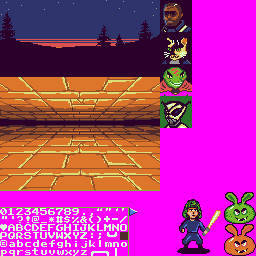 0123456789. "" ' '
"'?!@_*#$%&()+-/
♥ABCDEFGHIJKLMNO
PQRSTUVWXYZ:;
@abcdefghijklmno
pqrstuvwxyz